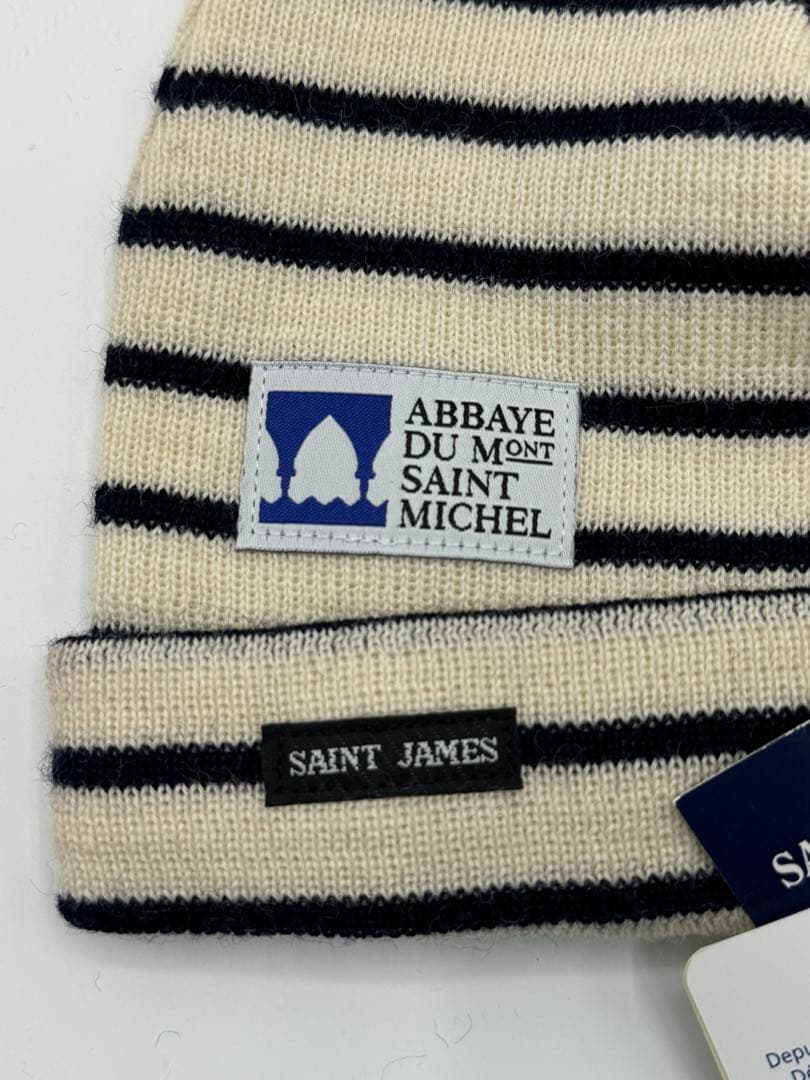 ABBAYE
DU MONT
SAINT
MICHEL
SAINT JAMES